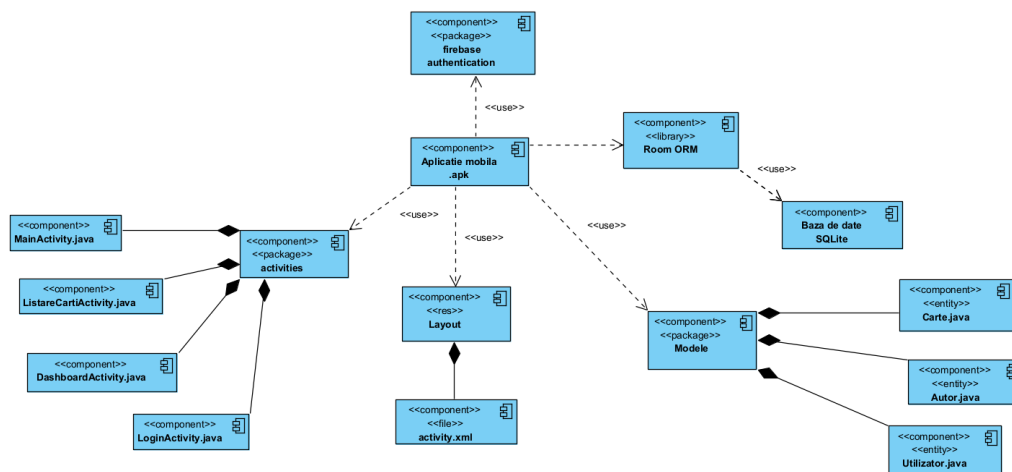 <<component>>
<<package>>
firebase
authentication
<<use>>
<<component>>
Aplicatie mobila
.apk
<<component>>
<<library>>
Room ORM
<<use>>
<<component>>
Baza de date
SQLite
<<use>>
<<use>>
<<use>>
<<component>>
MainActivity.java
<<component>>
<<package>>
activities
<<component>>
ListareCartiActivity.java
<<component>>
DashboardActivity.java
<<component>>
LoginActivity.java
<<component>>
<<res>>
Layout
<<component>>
<<file>>
activity.xml
<<component>>
<<package>>
Modele
<<component>>
<<entity>>
Carte.java
<<component>>
<<entity>>
Autor.java
<<component>>
<<entity>>
Utilizator.java